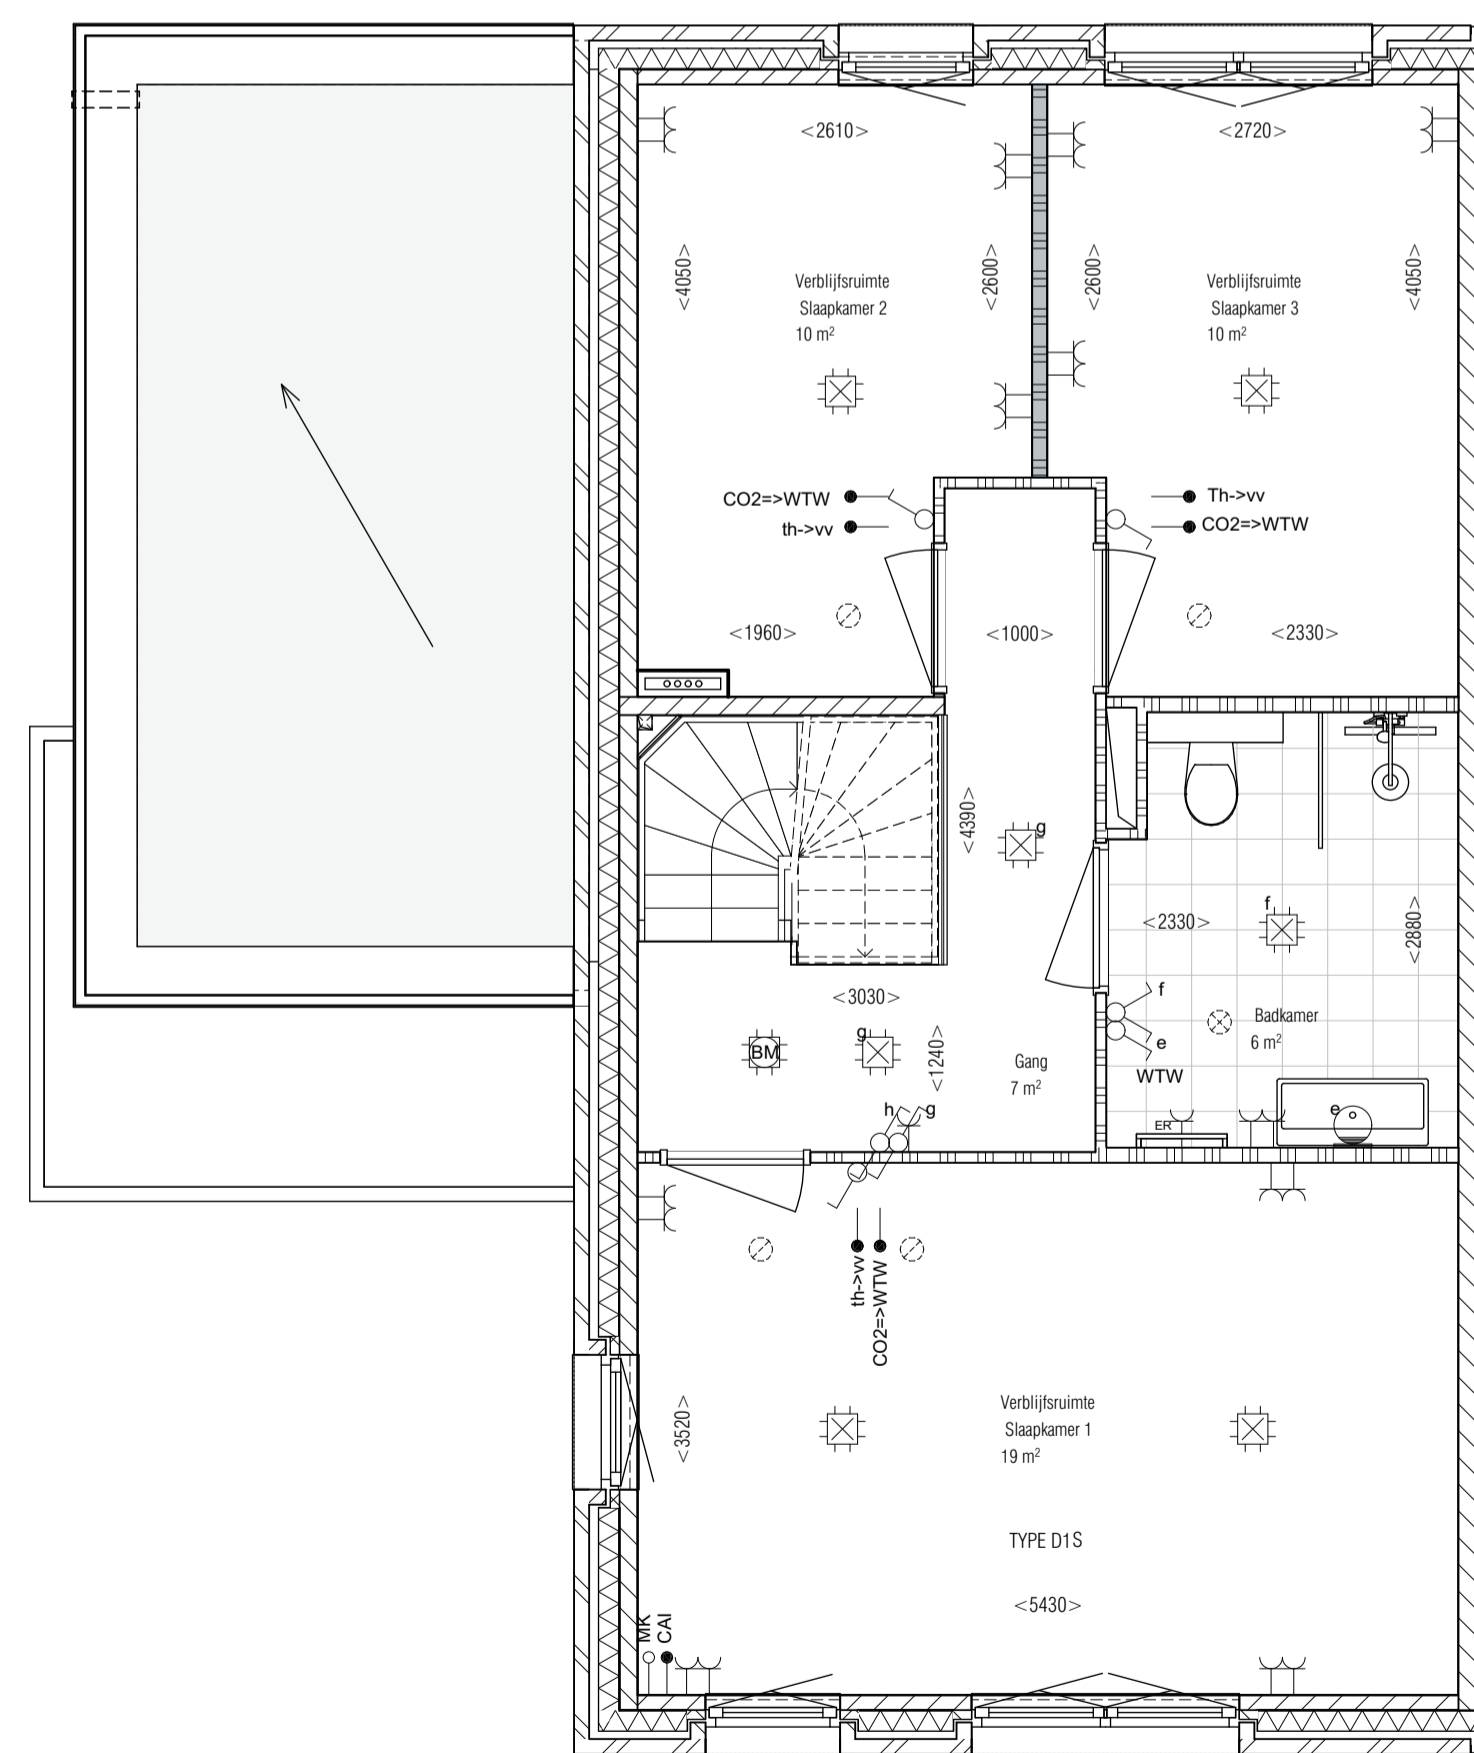 <2610>
<2720>
<4050>
<2600>
<2600>
<4050>
Verblijfsruimte
Slaapkamer 2
10 m²
Verblijfsruimte
Slaapkamer 3
10 m²
CO2=>WTW
th->vv
Th->vv
CO2=>WTW
<1960>
<1000>
<2330>
<4390>
g
f
<2330>
<2880>
<3030>
f
e
Badkamer
6 m²
WTW
BM
g
<1240>
Gang
7 m²
h
g
ER
e
th->vv
CO2=>WTW
<3520>
Verblijfsruimte
Slaapkamer 1
19 m²
TYPE D1S
<5430>
MK
CAI